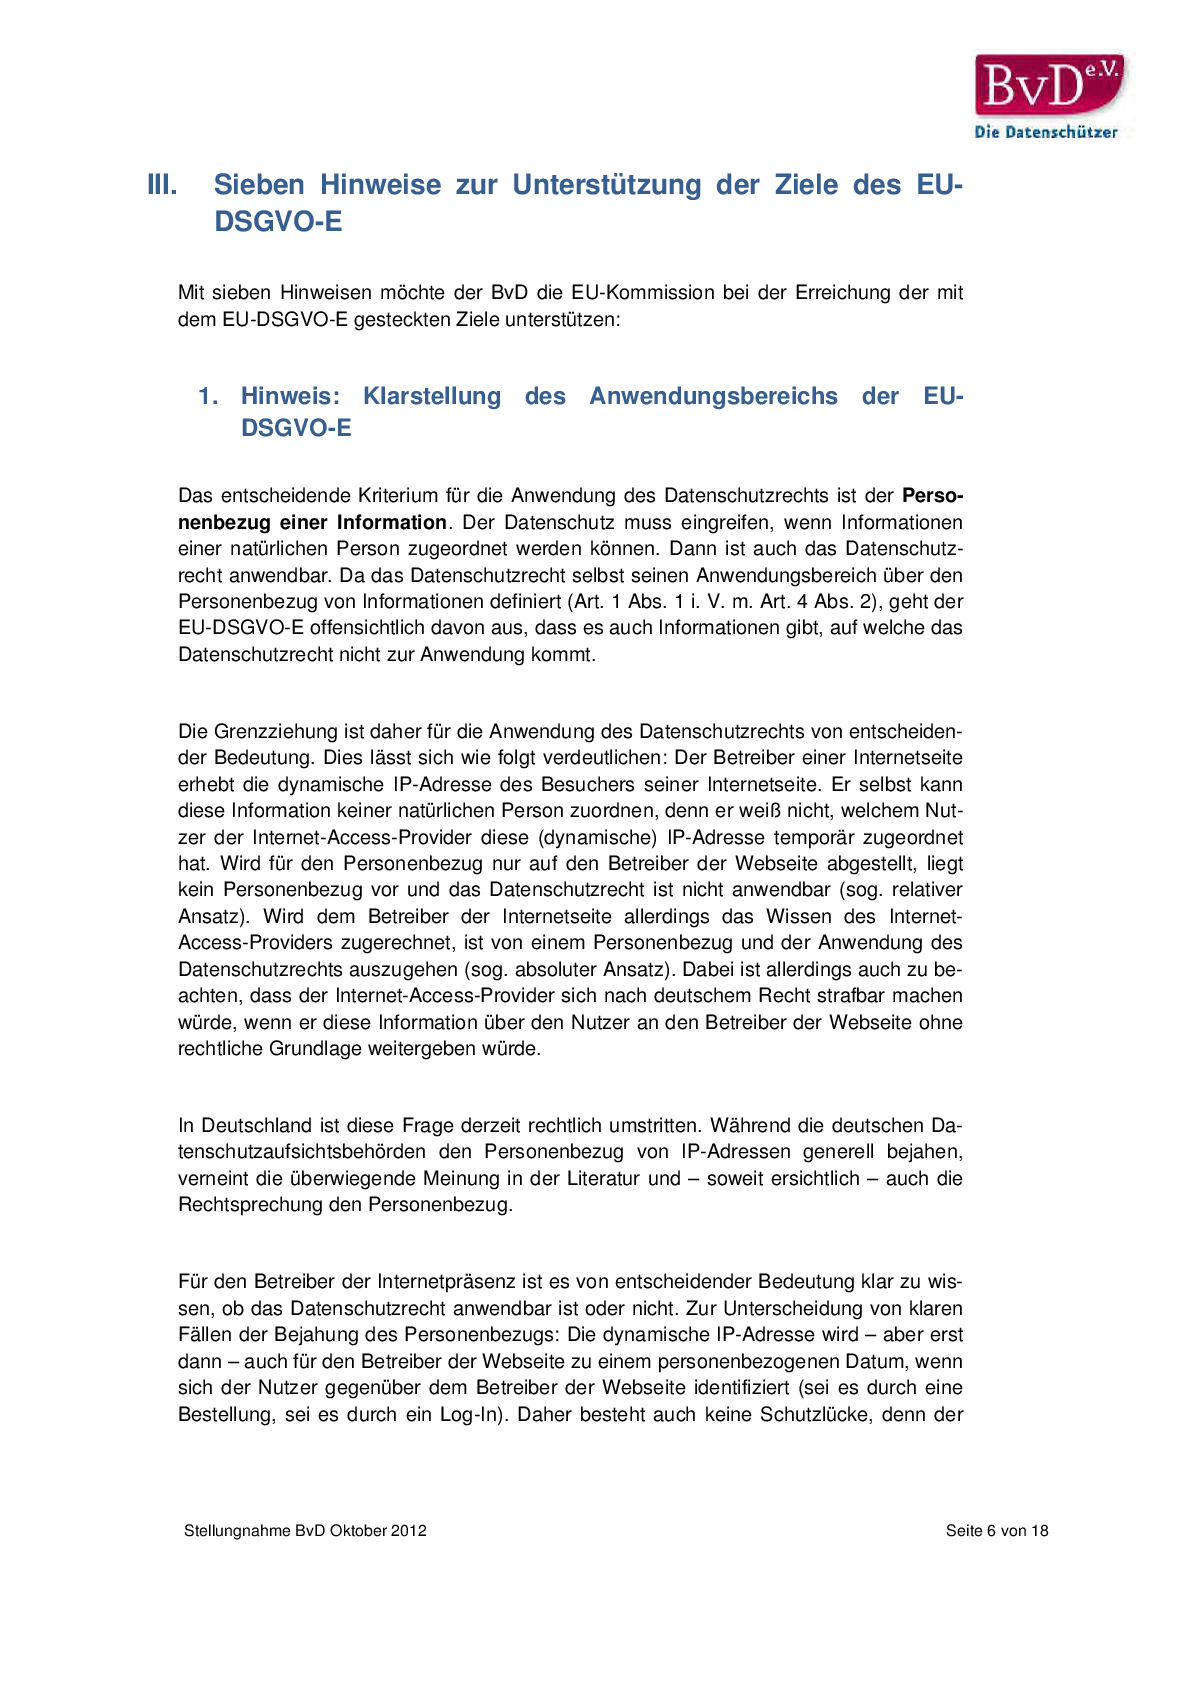 BvD e.V.
Die Datenschützer
III. Sieben Hinweise zur Unterstützung der Ziele des EU-
DSGVO-E
Mit sieben Hinweisen möchte der BvD die EU-Kommission bei der Erreichung der mit
dem EU-DSGVO-E gesteckten Ziele unterstützen:
1. Hinweis: Klarstellung des Anwendungsbereichs der EU-
DSGVO-E
Das entscheidende Kriterium für die Anwendung des Datenschutzrechts ist der Perso-
nenbezug einer Information. Der Datenschutz muss eingreifen, wenn Informationen
einer natürlichen Person zugeordnet werden können. Dann ist auch das Datenschutz-
recht anwendbar. Da das Datenschutzrecht selbst seinen Anwendungsbereich über den
Personenbezug von Informationen definiert (Art. 1 Abs. 1 i. V. m. Art. 4 Abs. 2), geht der
EU-DSGVO-E offensichtlich davon aus, dass es auch Informationen gibt, auf welche das
Datenschutzrecht nicht zur Anwendung kommt.
Die Grenzziehung ist daher für die Anwendung des Datenschutzrechts von entscheiden-
der Bedeutung. Dies lässt sich wie folgt verdeutlichen: Der Betreiber einer Internetseite
erhebt die dynamische IP-Adresse des Besuchers seiner Internetseite. Er selbst kann
diese Information keiner natürlichen Person zuordnen, denn er weiß nicht, welchem Nut-
zer der Internet-Access-Provider diese (dynamische) IP-Adresse temporär zugeordnet
hat. Wird für den Personenbezug nur auf den Betreiber der Webseite abgestellt, liegt
kein Personenbezug vor und das Datenschutzrecht ist nicht anwendbar (sog. relativer
Ansatz). Wird dem Betreiber der Internetseite allerdings das Wissen des Internet-
Access-Providers zugerechnet, ist von einem Personenbezug und der Anwendung des
Datenschutzrechts auszugehen (sog. absoluter Ansatz). Dabei ist allerdings auch zu be-
achten, dass der Internet-Access-Provider sich nach deutschem Recht strafbar machen
würde, wenn er diese Information über den Nutzer an den Betreiber der Webseite ohne
rechtliche Grundlage weitergeben würde.
In Deutschland ist diese Frage derzeit rechtlich umstritten. Während die deutschen Da-
tenschutzaufsichtsbehörden den Personenbezug von IP-Adressen generell bejahen,
verneint die überwiegende Meinung in der Literatur und – soweit ersichtlich – auch die
Rechtsprechung den Personenbezug.
Für den Betreiber der Internetpräsenz ist es von entscheidender Bedeutung klar zu wis-
sen, ob das Datenschutzrecht anwendbar ist oder nicht. Zur Unterscheidung von klaren
Fällen der Bejahung des Personenbezugs: Die dynamische IP-Adresse wird – aber erst
dann – auch für den Betreiber der Webseite zu einem personenbezogenen Datum, wenn
sich der Nutzer gegenüber dem Betreiber der Webseite identifiziert (sei es durch eine
Bestellung, sei es durch ein Log-In). Daher besteht auch keine Schutzlücke, denn der
Stellungnahme BvD Oktober 2012
Seite 6 von 18